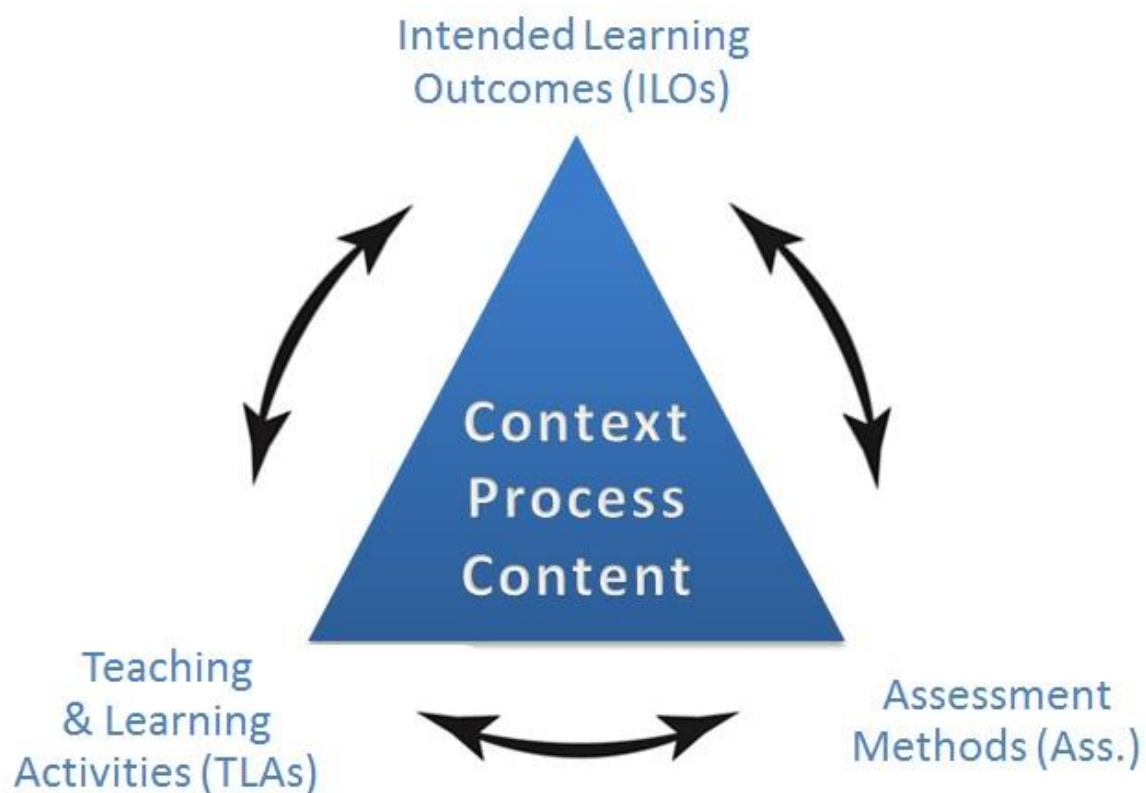 Intended Learning
Outcomes (ILOs)
Context
Process
Content
Teaching
& Learning
Activities (TLAs)
Assessment
Methods (Ass.)